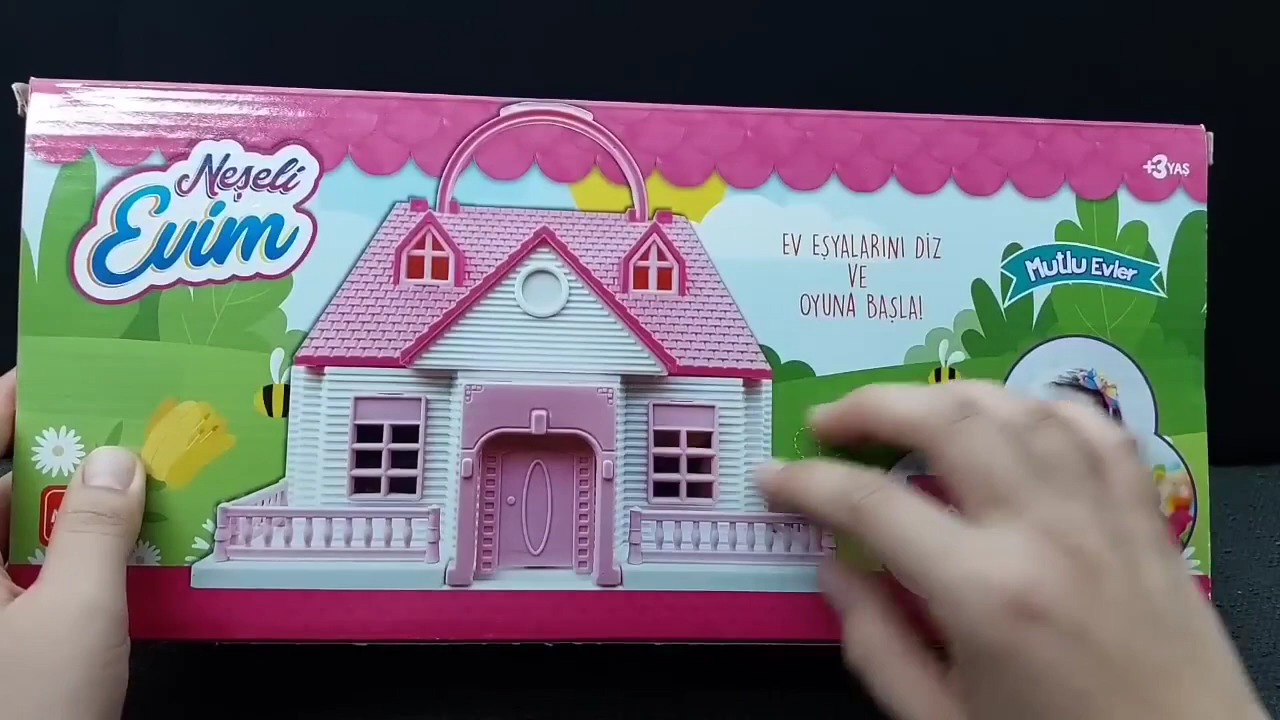 Neşeli
Evim
+3 YAŞ
EV EŞYALARINI DİZ
VE
OYUNA BAŞLA!
Mutlu Evler